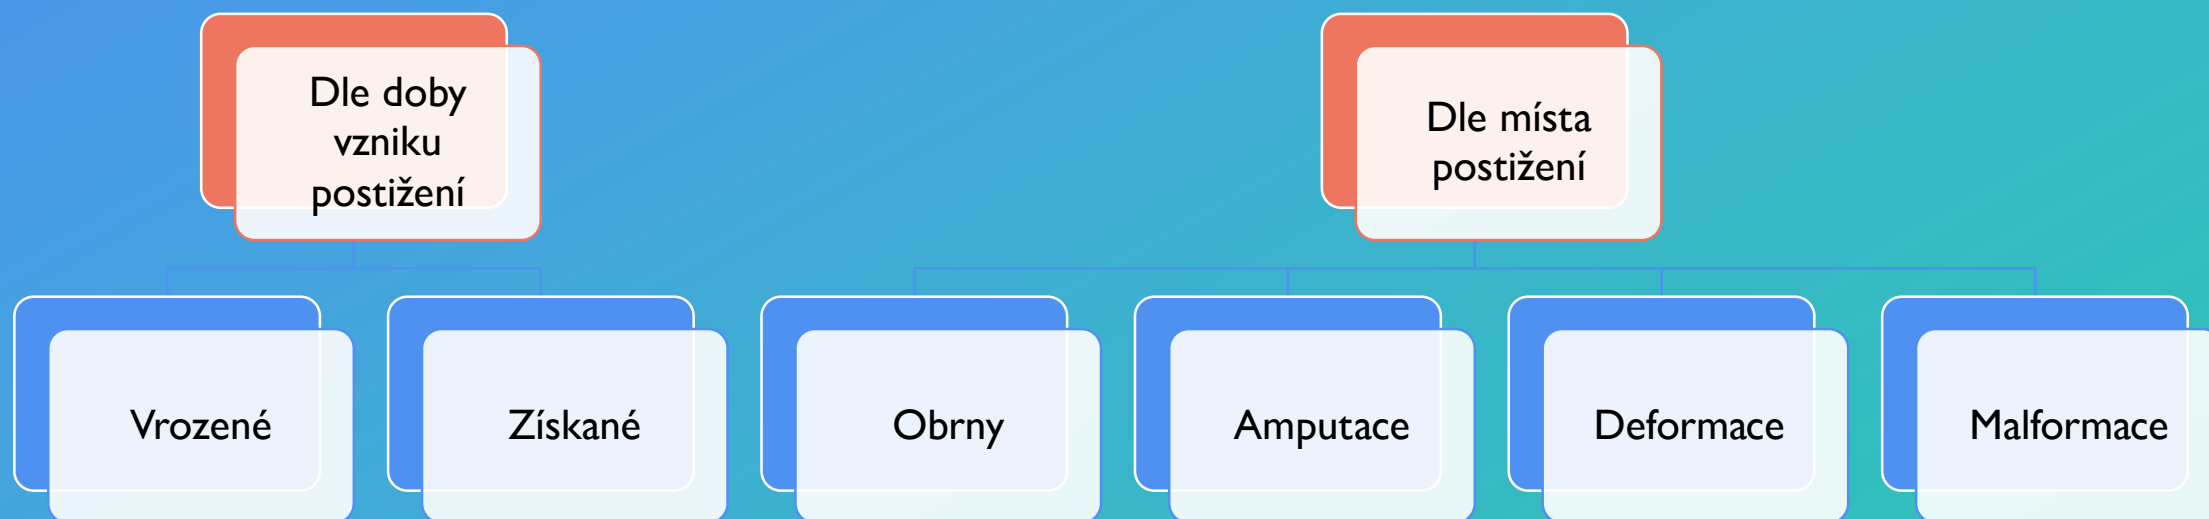 Dle doby
vzniku
postižení
Dle místa
postižení
Vrozené
Získané
Obrny
Amputace
Deformace
Malformace